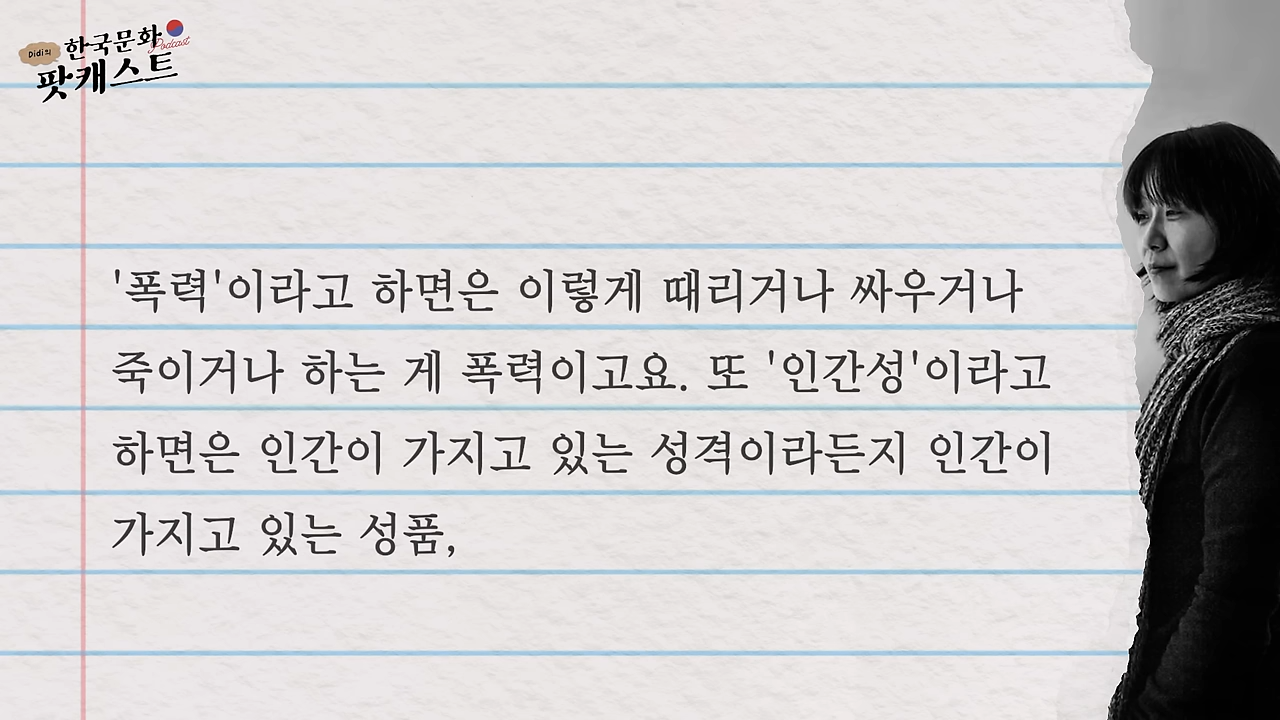 Didi의
한국문화
Podcast
팟캐스트
'폭력'이라고 하면은 이렇게 때리거나 싸우거나
죽이거나 하는 게 폭력이고요. 또 '인간성'이라고
하면은 인간이 가지고 있는 성격이라든지 인간이
가지고 있는 성품,